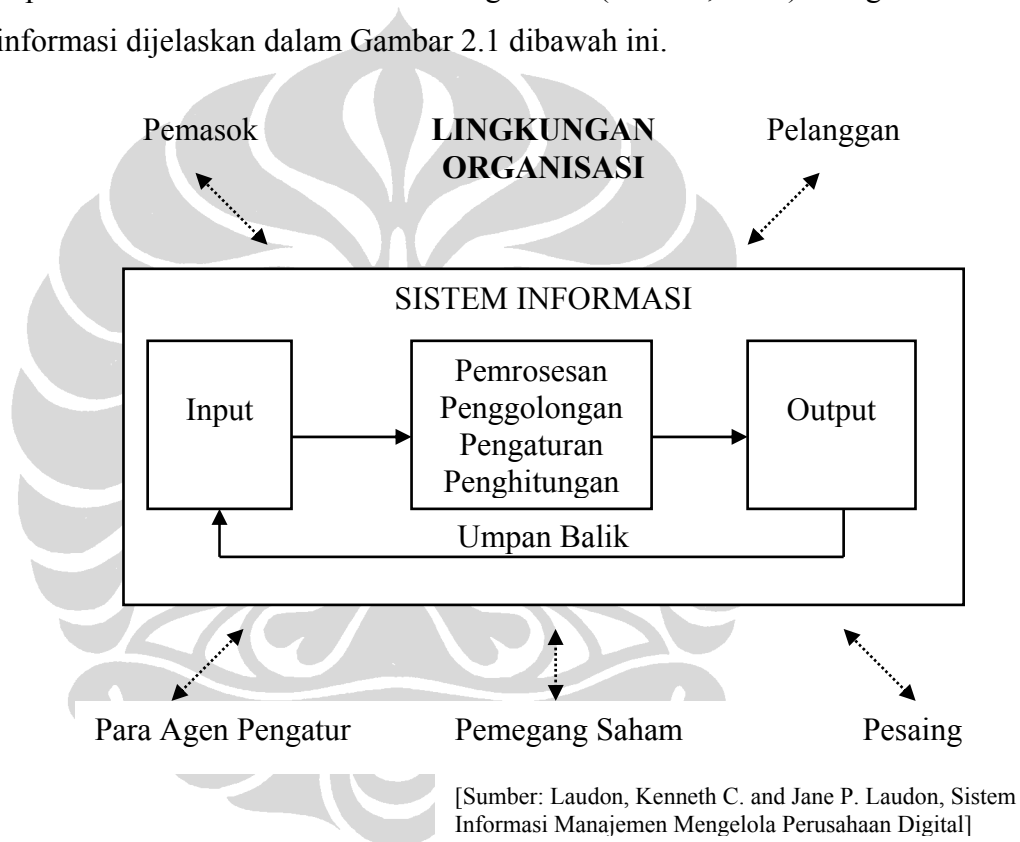 informasi dijelaskan dalam Gambar 2.1 dibawah ini.
Pemasok
LINGKUNGAN
ORGANISASI
Pelanggan
SISTEM INFORMASI
Input
Pemrosesan
Penggolongan
Pengaturan
Penghitungan
Output
Umpan Balik
Para Agen Pengatur
Pemegang Saham
Pesaing
[Sumber: Laudon, Kenneth C. and Jane P. Laudon, Sistem
Informasi Manajemen Mengelola Perusahaan Digital]